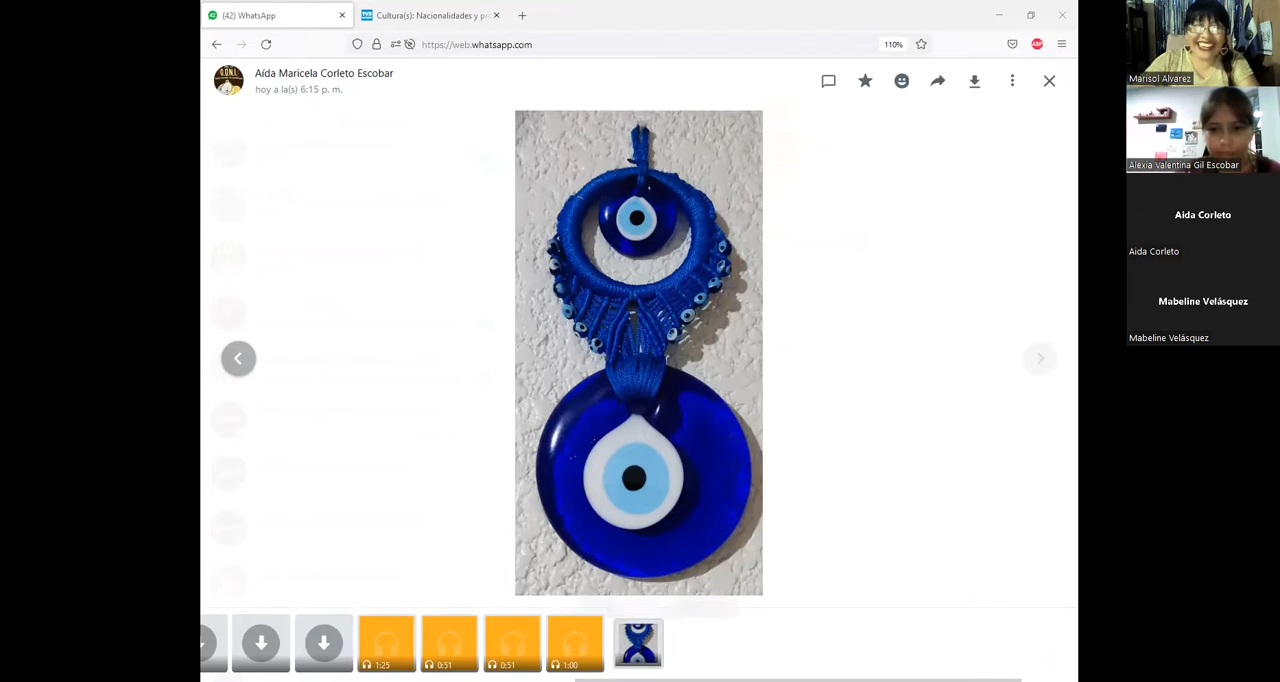 (42) WhatsApp
Cultura(s): Nacionalidades y pr
https://web.whatsapp.com
110%
ABP
Aída Maricela Corleto Escobar
hoy a la(s) 6:15 p. m.
1:25
0:51
0:51
1:00
Marisol Alvarez
Alexia Valentina Gil Escobar
Aida Corleto
Aida Corleto
Mabeline Velásquez
Mabeline Velásquez